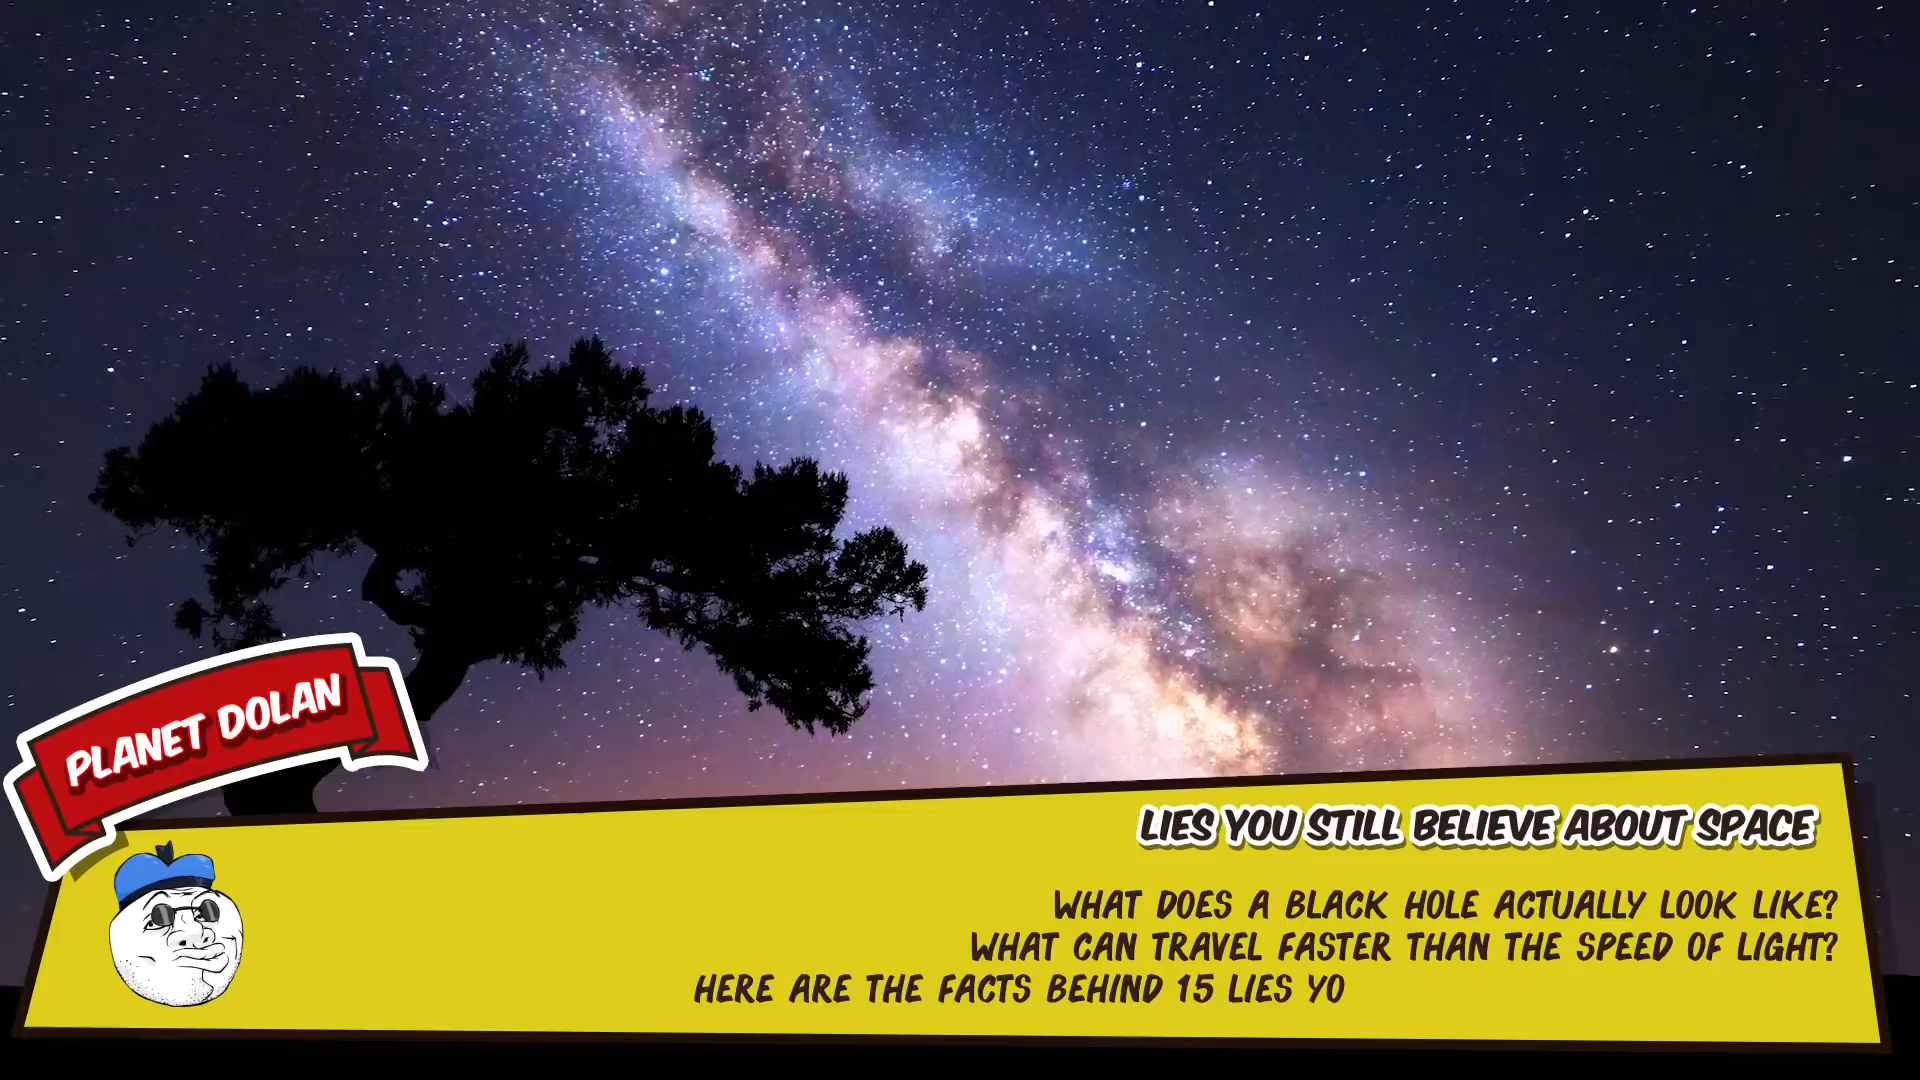 PLANET DOLAN
LIES YOU STILL BELIEVE ABOUT SPACE
WHAT DOES A BLACK HOLE ACTUALLY LOOK LIKE?
WHAT CAN TRAVEL FASTER THAN THE SPEED OF LIGHT?
HERE ARE THE FACTS BEHIND 15 LIES YO